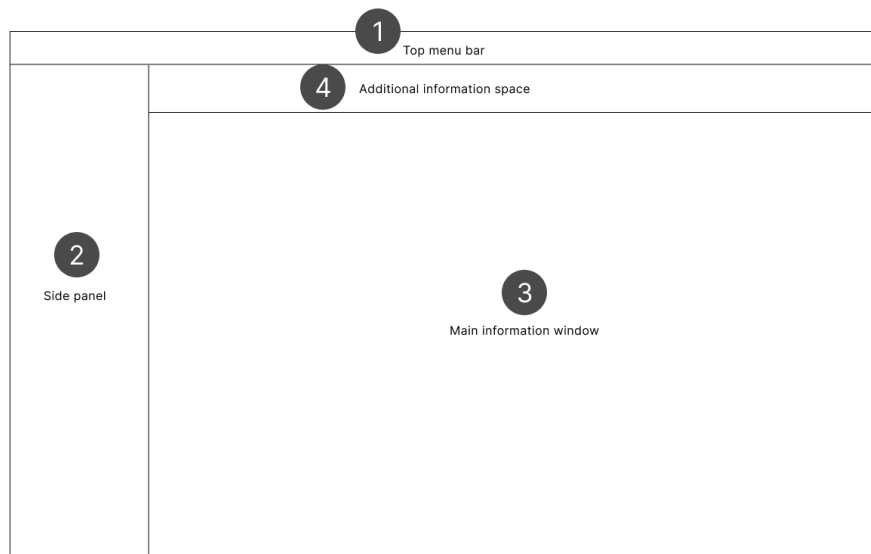 1
Top menu bar
4
Additional information space
2
Side panel
3
Main information window